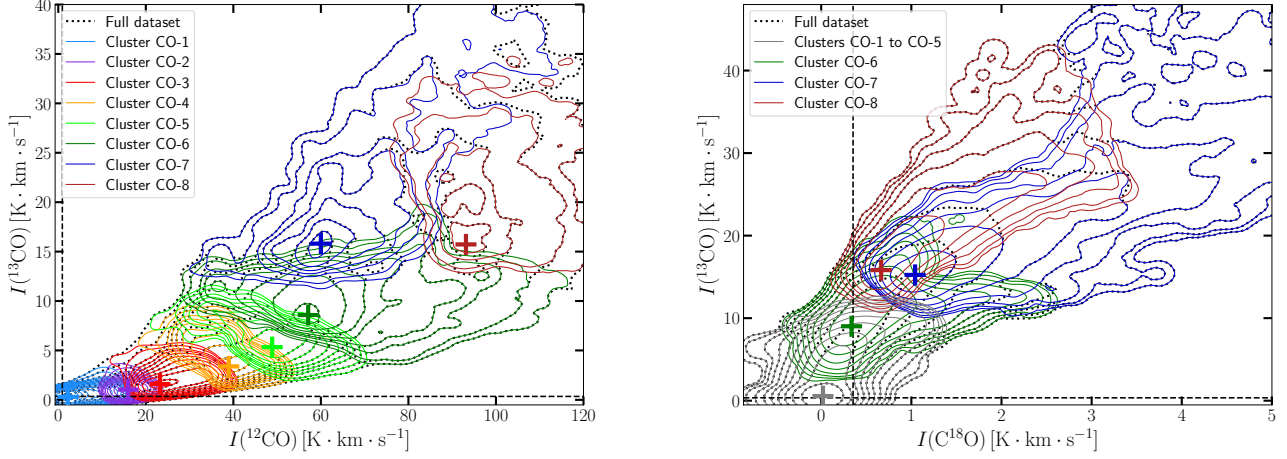 40
35
30
25
20
15
10
5
0
I(¹³CO) [K · km · s⁻¹]
0
20
40
60
80
100
120
I(¹²CO) [K · km · s⁻¹]
Full dataset
Cluster CO-1
Cluster CO-2
Cluster CO-3
Cluster CO-4
Cluster CO-5
Cluster CO-6
Cluster CO-7
Cluster CO-8
40
30
20
10
0
I(¹³CO) [K · km · s⁻¹]
0
1
2
3
4
5
I(C¹⁸O) [K · km · s⁻¹]
Full dataset
Clusters CO-1 to CO-5
Cluster CO-6
Cluster CO-7
Cluster CO-8